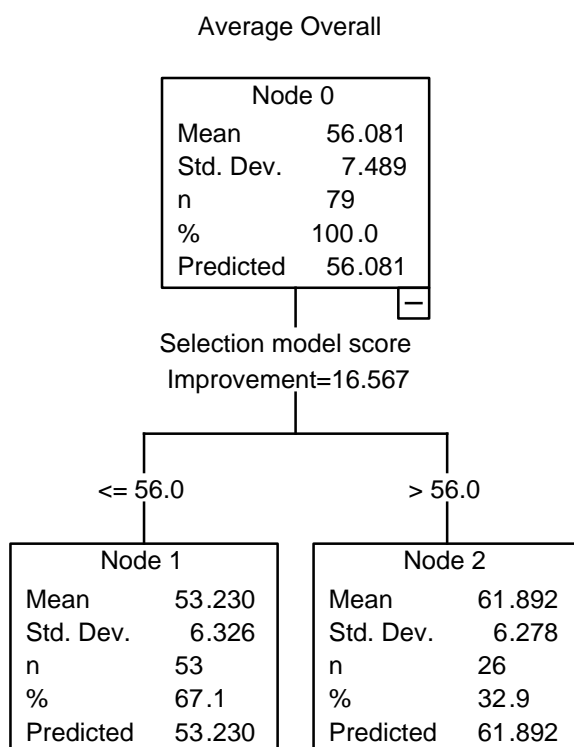 Average Overall
Node 0
Mean 56.081
Std. Dev. 7.489
n 79
% 100.0
Predicted 56.081
Selection model score
Improvement=16.567
<= 56.0
> 56.0
Node 1
Mean 53.230
Std. Dev. 6.326
n 53
% 67.1
Predicted 53.230
Node 2
Mean 61.892
Std. Dev. 6.278
n 26
% 32.9
Predicted 61.892